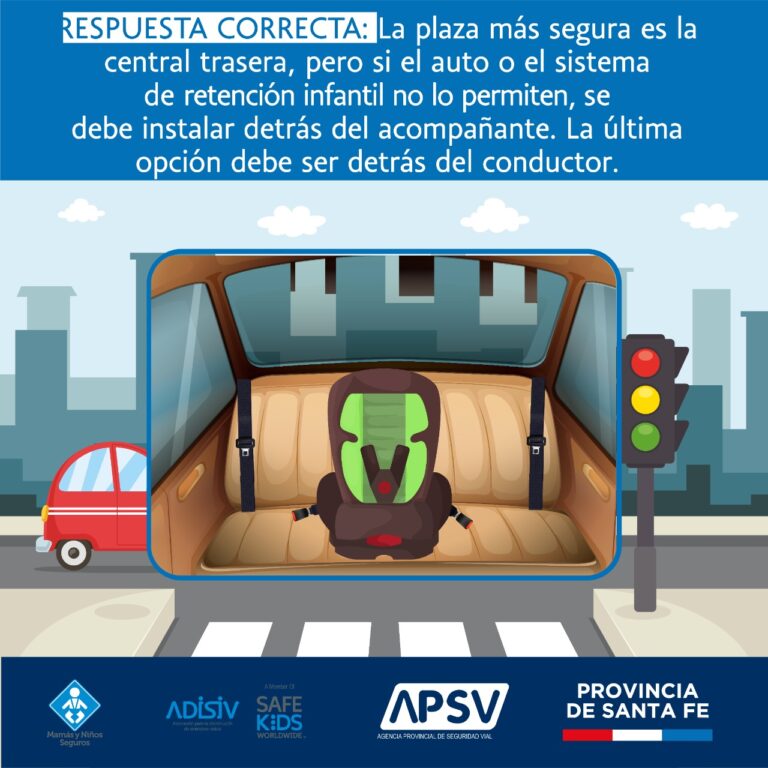 RESPUESTA CORRECTA: La plaza más segura es la
central trasera, pero si el auto o el sistema
de retención infantil no lo permiten, se
debe instalar detrás del acompañante. La última
opción debe ser detrás del conductor.
Mamás y Niños
Seguros
ADISIV
A Member Of
SAFE
KIDS
WORLDWIDE
APSV
AGENCIA PROVINCIAL DE SEGURIDAD VIAL
PROVINCIA
DE SANTA FE